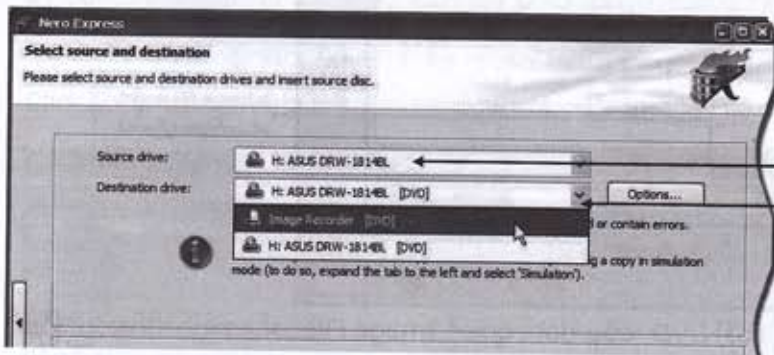 Nero Express
Select source and destination
Please select source and destination drives and insert source disc.
Source drive:
H: ASUS DRW-1814BL
Destination drive:
H: ASUS DRW-1814BL [DVD]
Options...
Image Recorder [DVD]
H: ASUS DRW-1814BL [DVD]
d or contain errors.
g a copy in simulation
mode (to do so, expand the tab to the left and select 'Simulation').